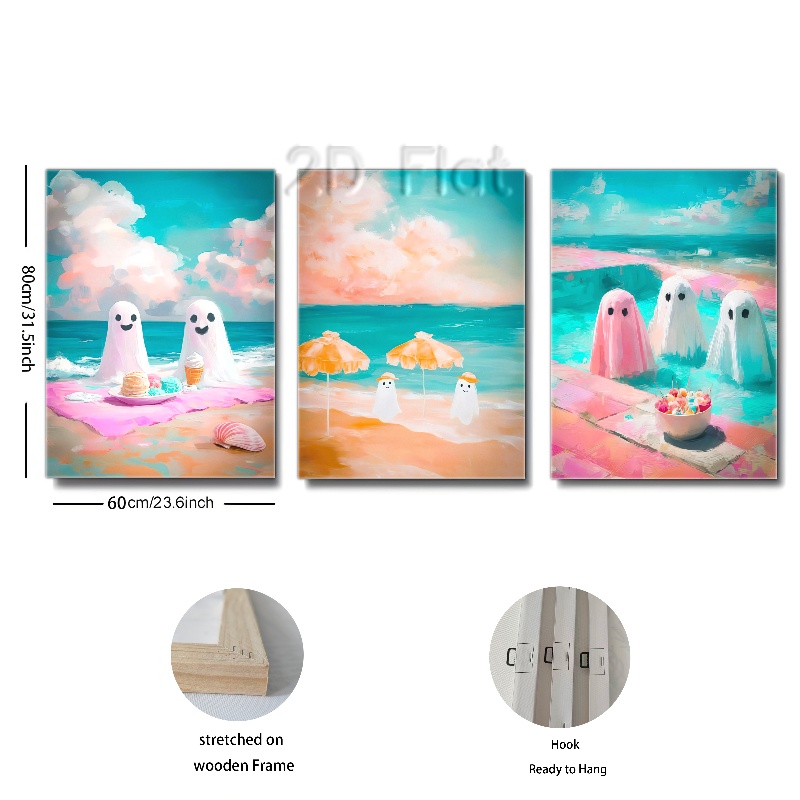 2D Flat
80cm/31.5inch
60cm/23.6inch
stretched on
wooden Frame
Hook
Ready to Hang